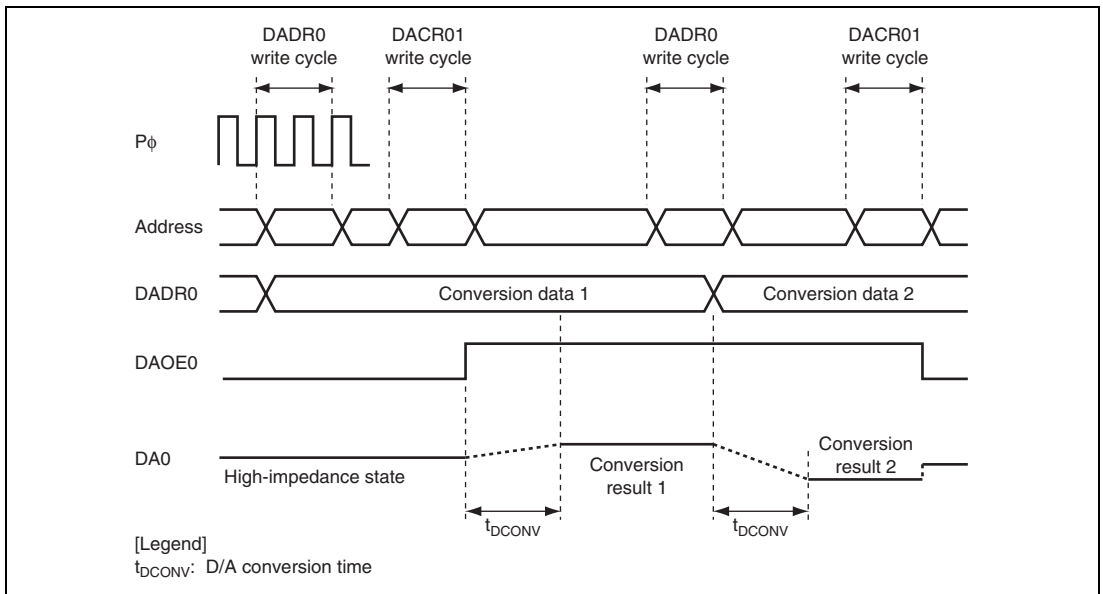 DADR0
write cycle
DACR01
write cycle
DADR0
write cycle
DACR01
write cycle
Pϕ
Address
DADR0
Conversion data 1
Conversion data 2
DAOE0
DA0
High-impedance state
Conversion
result 1
Conversion
result 2
tDCONV
tDCONV
[Legend]
tDCONV: D/A conversion time